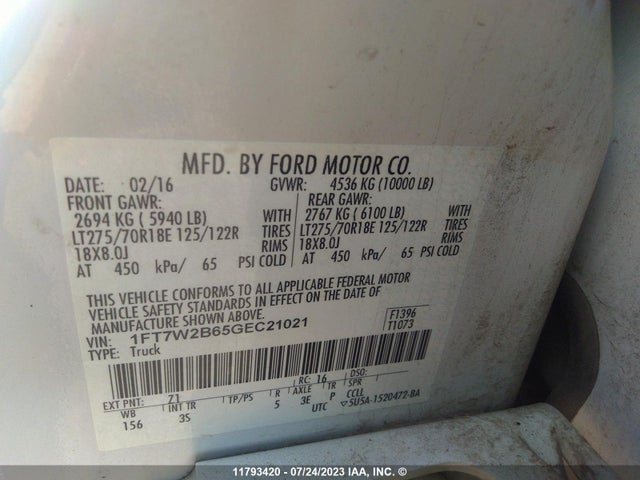 MFD. BY FORD MOTOR CO.
DATE: 02/16 GVWR: 4536 KG (10000 LB)
FRONT GAWR: REAR GAWR:
2694 KG ( 5940 LB) WITH 2767 KG ( 6100 LB) WITH
LT275/70R18E 125/122R TIRES LT275/70R18E 125/122R TIRES
18X8.0J RIMS 18X8.0J RIMS
AT 450 kPa/ 65 PSI COLD AT 450 kPa/ 65 PSI COLD
THIS VEHICLE CONFORMS TO ALL APPLICABLE FEDERAL MOTOR
VEHICLE SAFETY STANDARDS IN EFFECT ON THE DATE OF
MANUFACTURE SHOWN ABOVE.
VIN: 1FT7W2B65GEC21021 F1396
TYPE: Truck T1073
EXT PNT: Z1 RC: 16 DSO:
WB INT TR TP/PS R AXLE TR SPR
156 3S 5 3E P CCLL
UTC ▽5U5A-1520472-BA
11793420 - 07/24/2023 IAA, INC. ©